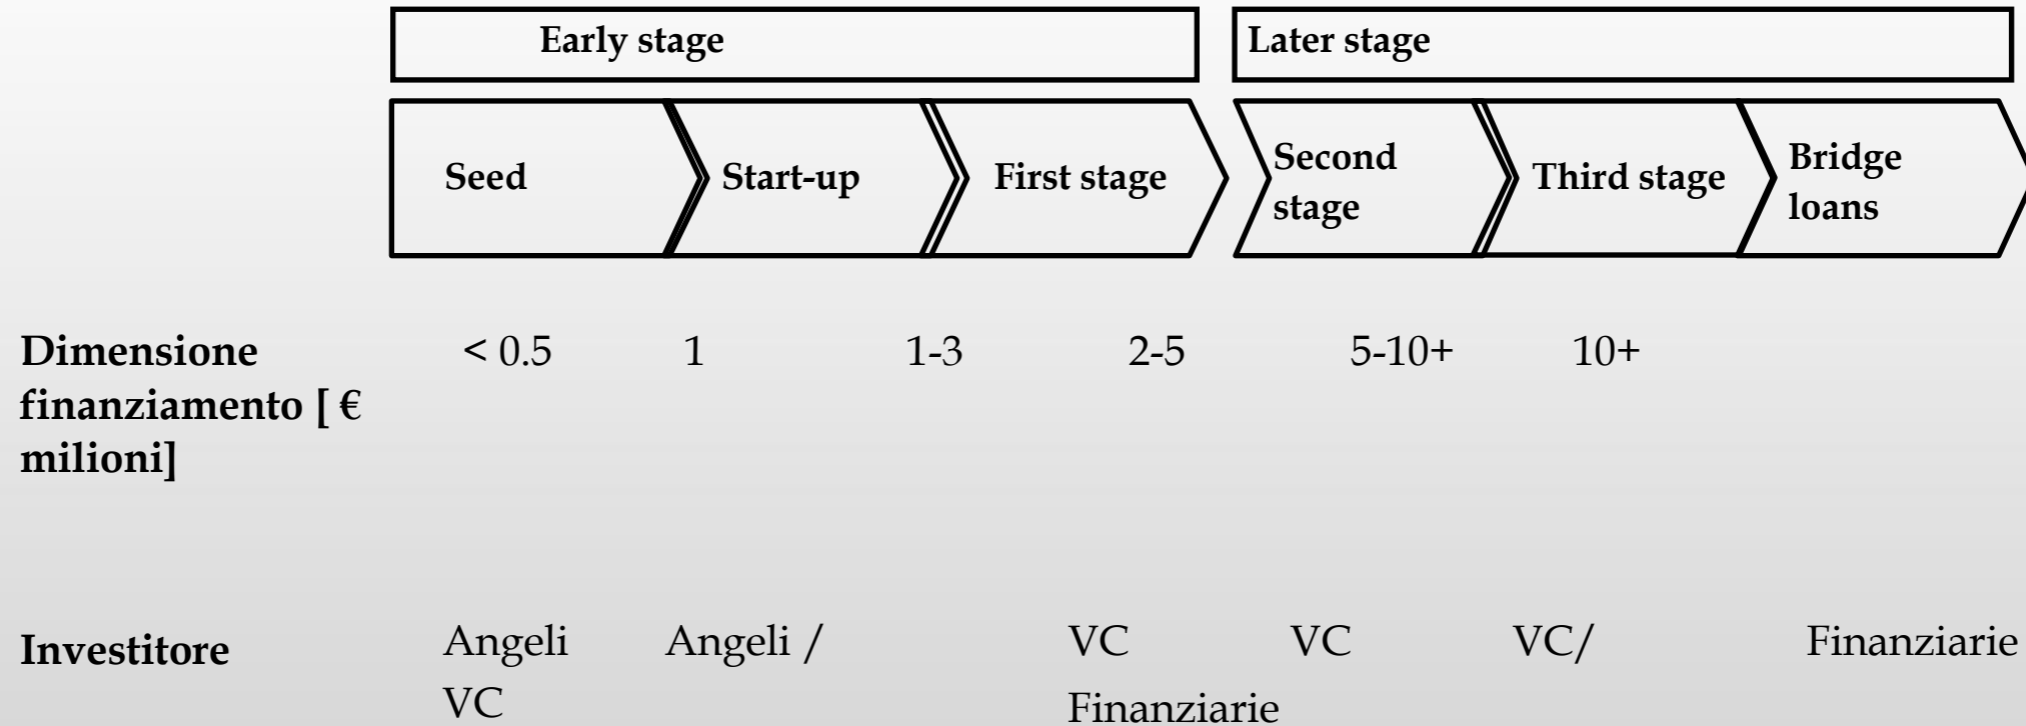 Early stage
Later stage
Seed
Start-up
First stage
Second
stage
Third stage
Bridge
loans
Dimensione
finanziamento [ €
milioni]
< 0.5 1 1-3 2-5 5-10+ 10+
Investitore
Angeli Angeli / VC VC VC/ Finanziarie
VC Finanziarie